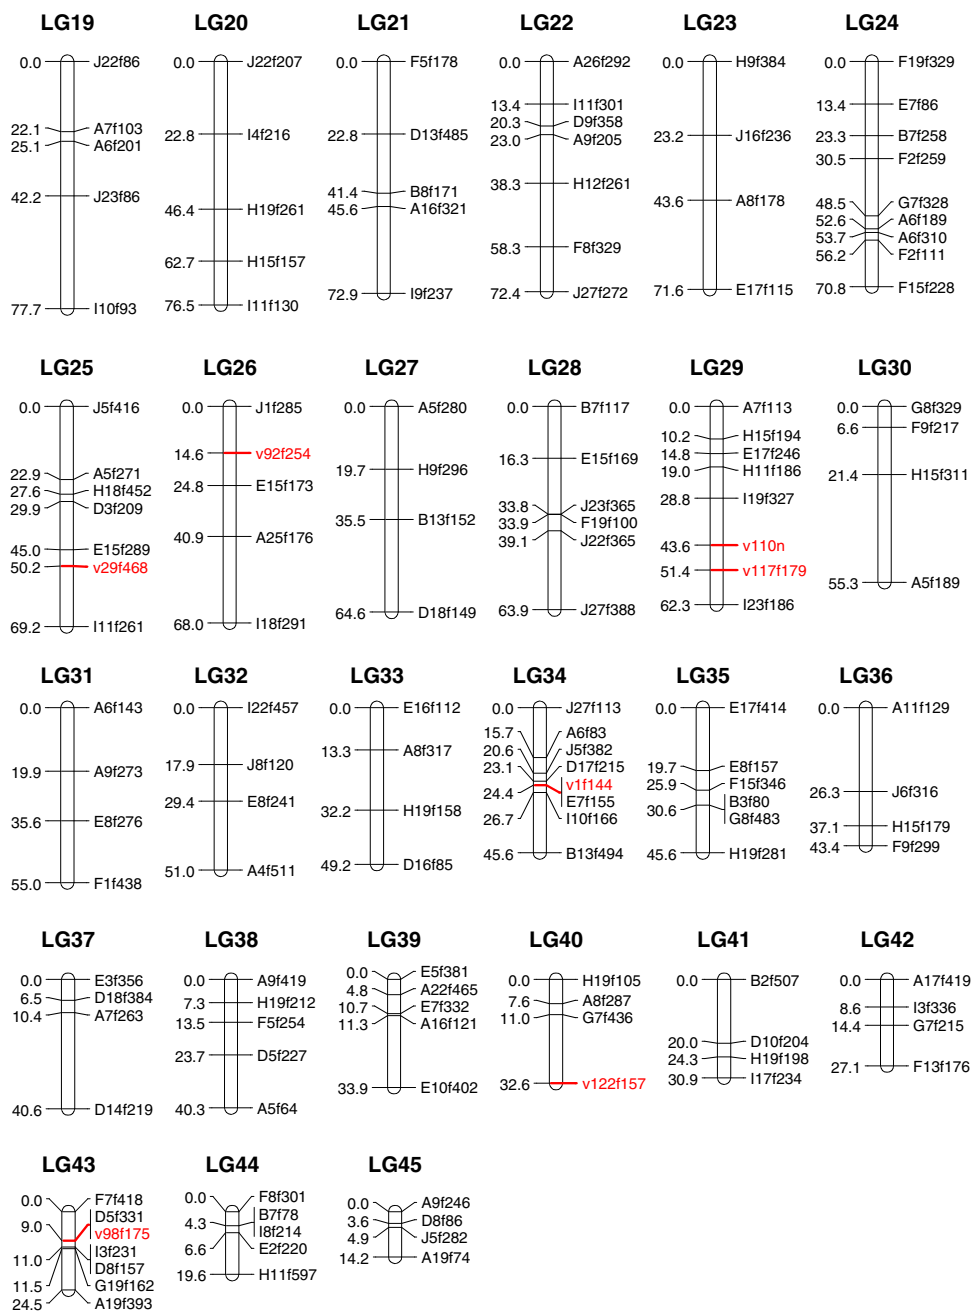 LG19 LG20 LG21 LG22 LG23 LG24
0.0 J22f86
22.1 A7f103
25.1 A6f201
42.2 J23f86
77.7 I10f93
0.0 J22f207
22.8 I4f216
46.4 H19f261
62.7 H15f157
76.5 I11f130
0.0 F5f178
22.8 D13f485
41.4 B8f171
45.6 A16f321
72.9 I9f237
0.0 A26f292
13.4 I11f301
20.3 D9f358
23.0 A9f205
38.3 H12f261
58.3 F8f329
72.4 J27f272
0.0 H9f384
23.2 J16f236
43.6 A8f178
71.6 E17f115
0.0 F19f329
13.4 E7f86
23.3 B7f258
30.5 F2f259
48.5 G7f328
52.6 A6f189
53.7 A6f310
56.2 F2f111
70.8 F15f228
LG25 LG26 LG27 LG28 LG29 LG30
0.0 J5f416
22.9 A5f271
27.6 H18f452
29.9 D3f209
45.0 E15f289
50.2 v29f468
69.2 I11f261
0.0 J1f285
14.6 v92f254
24.8 E15f173
40.9 A25f176
68.0 I18f291
0.0 A5f280
19.7 H9f296
35.5 B13f152
64.6 D18f149
0.0 B7f117
16.3 E15f169
33.8 J23f365
33.9 F19f100
39.1 J22f365
63.9 J27f388
0.0 A7f113
10.2 H15f194
14.8 E17f246
19.0 H11f186
28.8 I19f327
43.6 v110n
51.4 v117f179
62.3 I23f186
0.0 G8f329
6.6 F9f217
21.4 H15f311
55.3 A5f189
LG31 LG32 LG33 LG34 LG35 LG36
0.0 A6f143
19.9 A9f273
35.6 E8f276
55.0 F1f438
0.0 I22f457
17.9 J8f120
29.4 E8f241
51.0 A4f511
0.0 E16f112
13.3 A8f317
32.2 H19f158
49.2 D16f85
0.0 J27f113
15.7 A6f83
20.6 J5f382
23.1 D17f215
24.4 v1f144
E7f155
26.7 I10f166
45.6 B13f494
0.0 E17f414
19.7 E8f157
25.9 F15f346
30.6 B3f80
G8f483
45.6 H19f281
0.0 A11f129
26.3 J6f316
37.1 H15f179
43.4 F9f299
LG37 LG38 LG39 LG40 LG41 LG42
0.0 E3f356
6.5 D18f384
10.4 A7f263
40.6 D14f219
0.0 A9f419
7.3 H19f212
13.5 F5f254
23.7 D5f227
40.3 A5f64
0.0 E5f381
4.8 A22f465
10.7 E7f332
11.3 A16f121
33.9 E10f402
0.0 H19f105
7.6 A8f287
11.0 G7f436
32.6 v122f157
0.0 B2f507
20.0 D10f204
24.3 H19f198
30.9 I17f234
0.0 A17f419
8.6 I3f336
14.4 G7f215
27.1 F13f176
LG43 LG44 LG45
0.0 F7f418
D5f331
9.0 v98f175
I3f231
11.0 D8f157
11.5 G19f162
24.5 A19f393
0.0 F8f301
B7f78
4.3 I8f214
6.6 E2f220
19.6 H11f597
0.0 A9f246
3.6 D8f86
4.9 J5f282
14.2 A19f74